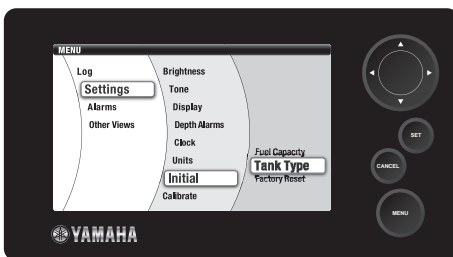 MENU
Log
Settings
Alarms
Other Views
Brightness
Tone
Display
Depth Alarms
Clock
Units
Initial
Calibrate
Fuel Capacity
Tank Type
Factory Reset
SET
CANCEL
MENU
YAMAHA